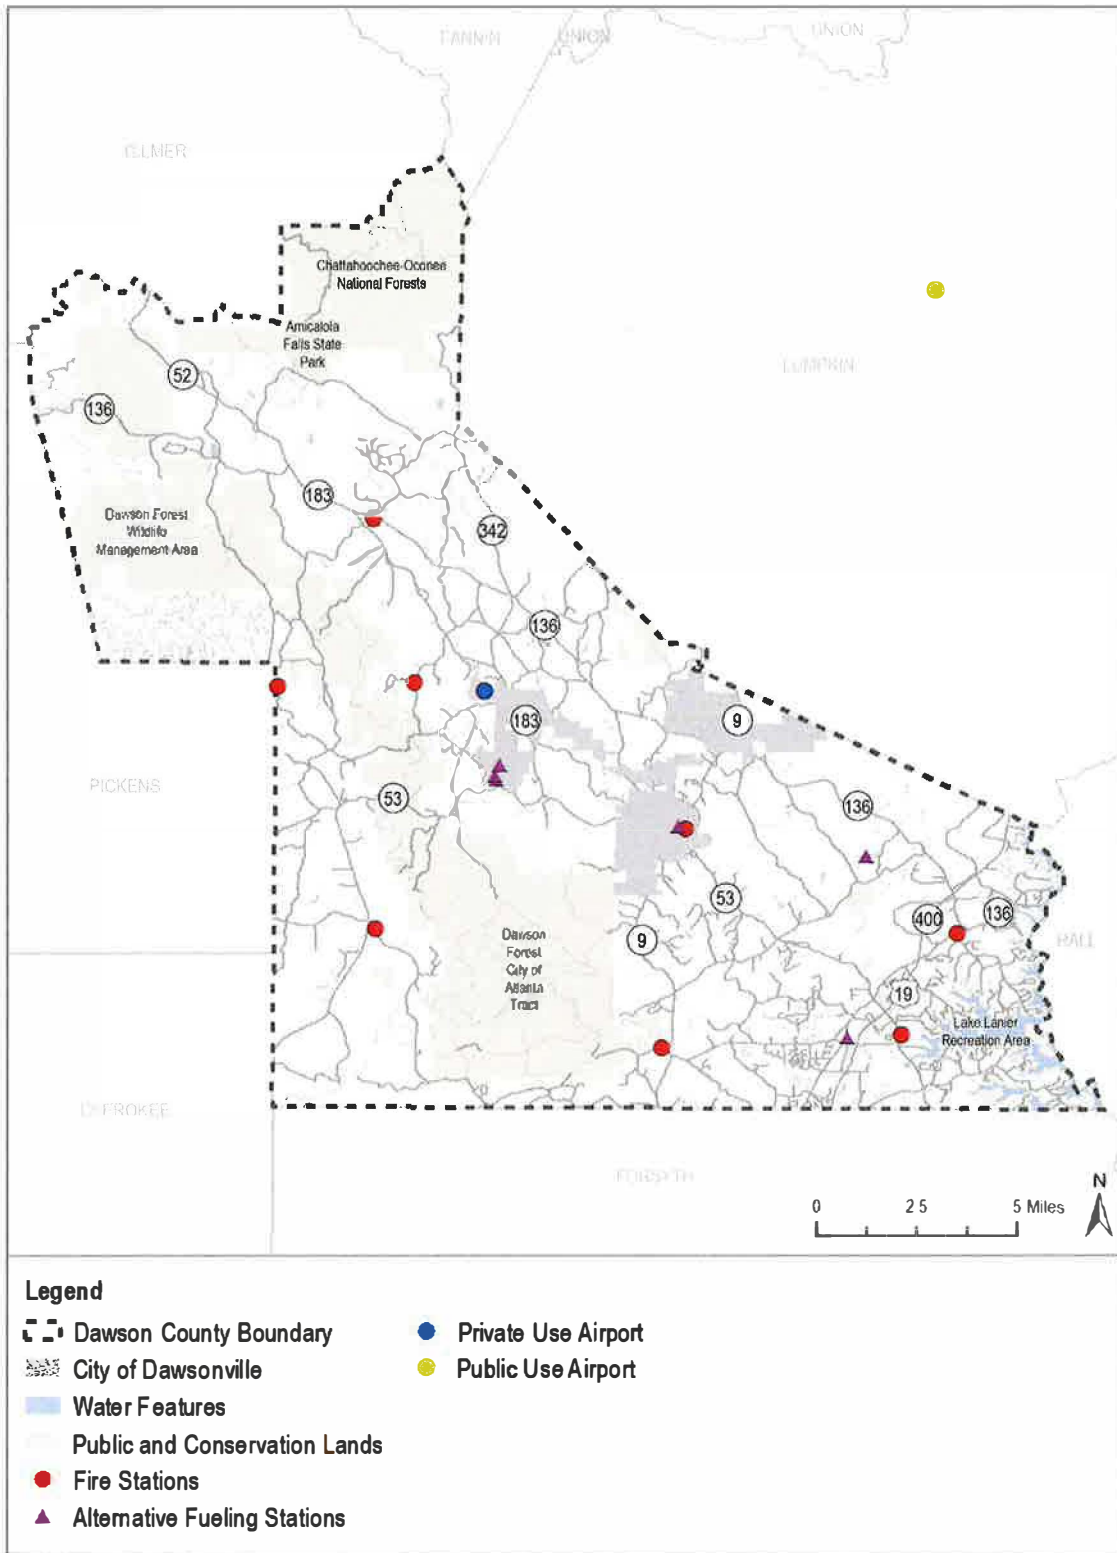 FANNIN
UNION
UNION
GILMER
Chattahoochee-Oconee
National Forests
Amicalola
Falls State
Park
LUMPKIN
52
136
183
Dawson Forest
Wildlife
Management Area
342
136
183
9
PICKENS
53
136
53
400
136
HALL
9
Dawson
Forest
City of
Atlanta
Tract
19
Lake Lanier
Recreation Area
CHEROKEE
FORSYTH
N
0 2 5 5 Miles
Legend
Dawson County Boundary
City of Dawsonville
Water Features
Public and Conservation Lands
Fire Stations
Alternative Fueling Stations
Private Use Airport
Public Use Airport